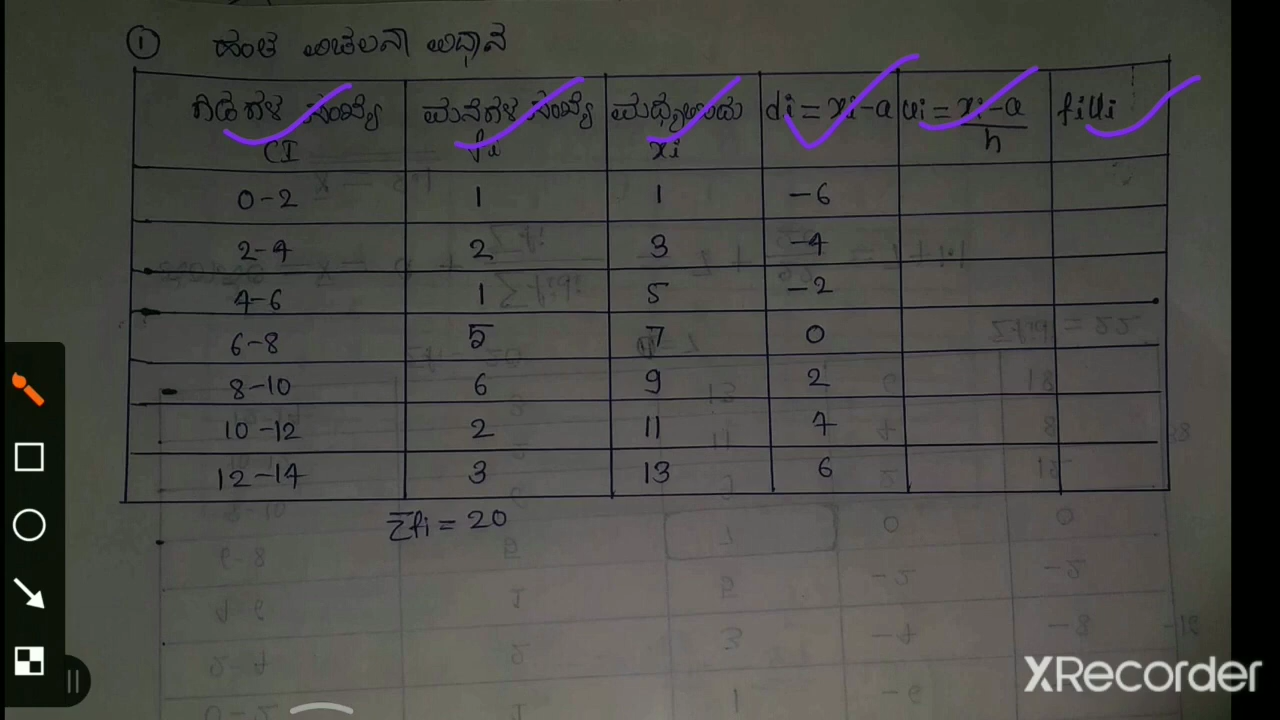 ① ಹಂತ ವಿಚಲನಾ ವಿಧಾನ
ಗಿಡಗಳ ಸಂಖ್ಯೆ CI ಮನೆಗಳ ಸಂಖ್ಯೆ fi ಮಧ್ಯಬಿಂದು xi di = xi-a ui = xi-a/h fiui
0-2 1 1 -6
2-4 2 3 -4
4-6 1 5 -2
6-8 5 7 0
8-10 6 9 2
10-12 2 11 4
12-14 3 13 6
Σfi = 20
XRecorder